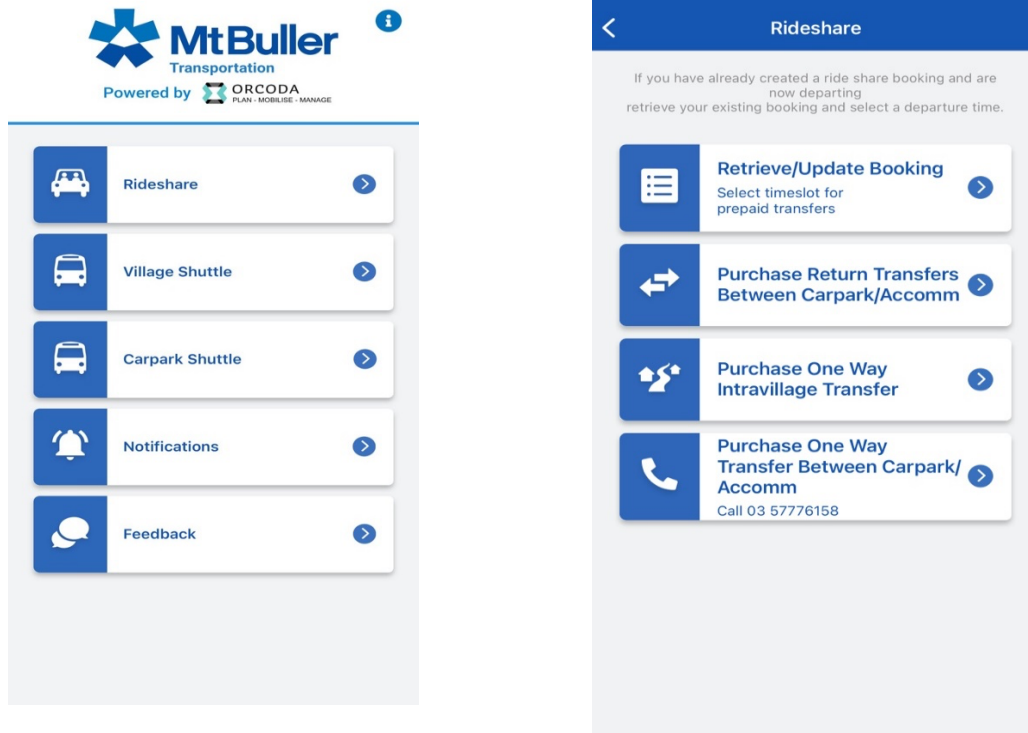 MtBuller
Transportation
Powered by ORCODA
PLAN - MOBILISE - MANAGE
Rideshare
Village Shuttle
Carpark Shuttle
Notifications
Feedback
Rideshare
If you have already created a ride share booking and are
now departing
retrieve your existing booking and select a departure time.
Retrieve/Update Booking
Select timeslot for
prepaid transfers
Purchase Return Transfers
Between Carpark/Accomm
Purchase One Way
Intravillage Transfer
Purchase One Way
Transfer Between Carpark/
Accomm
Call 03 57776158